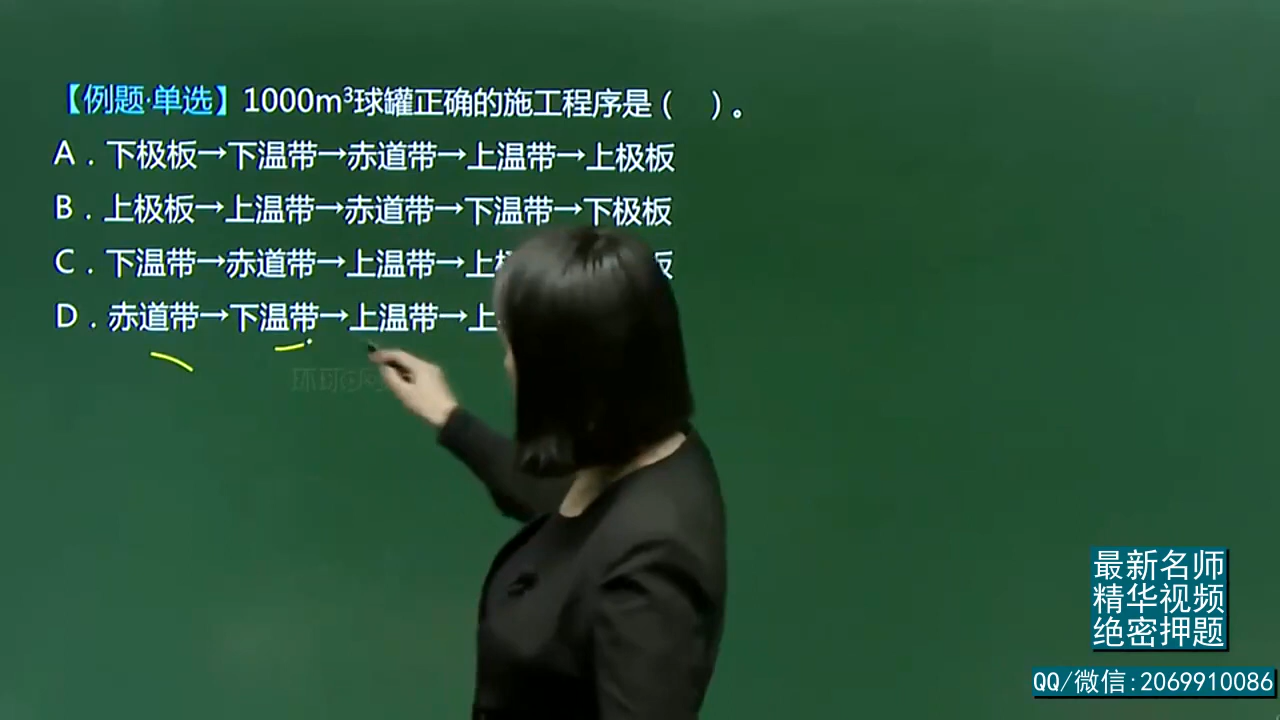 【例题·单选】1000m³球罐正确的施工程序是（ ）。
A．下极板→下温带→赤道带→上温带→上极板
B．上极板→上温带→赤道带→下温带→下极板
C．下温带→赤道带→上温带→上
D．赤道带→下温带→上温带→上
最新名师
精华视频
绝密押题
QQ/微信:2069910086